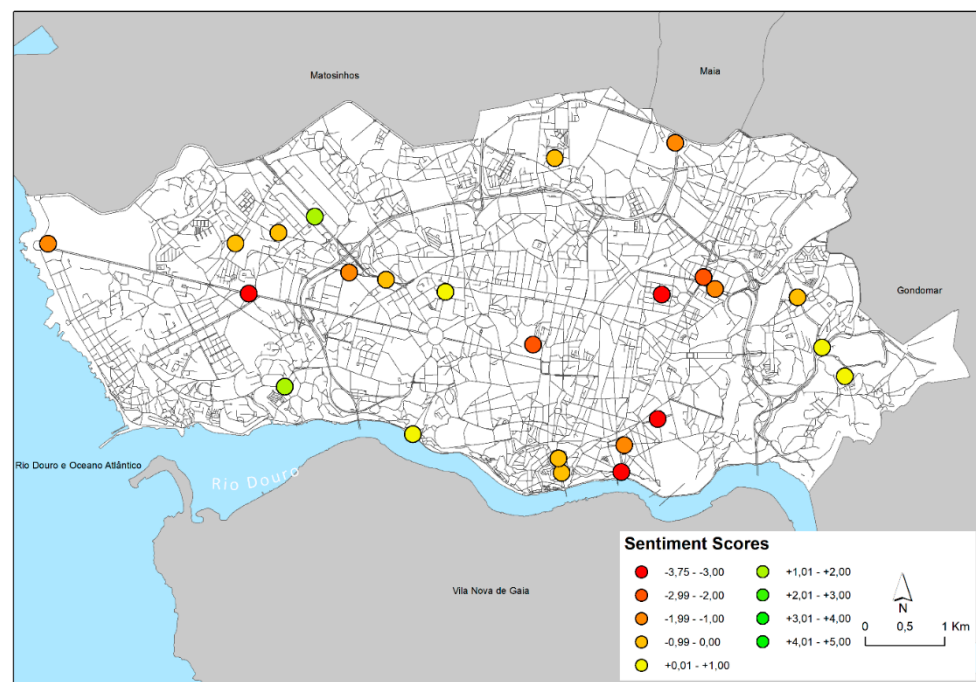 Matosinhos
Maia
Gondomar
Rio Douro e Oceano Atlântico
Rio Douro
Vila Nova de Gaia
Sentiment Scores
-3,75 - -3,00
-2,99 - -2,00
-1,99 - -1,00
-0,99 - 0,00
+0,01 - +1,00
+1,01 - +2,00
+2,01 - +3,00
+3,01 - +4,00
+4,01 - +5,00
N
0 0,5 1 Km